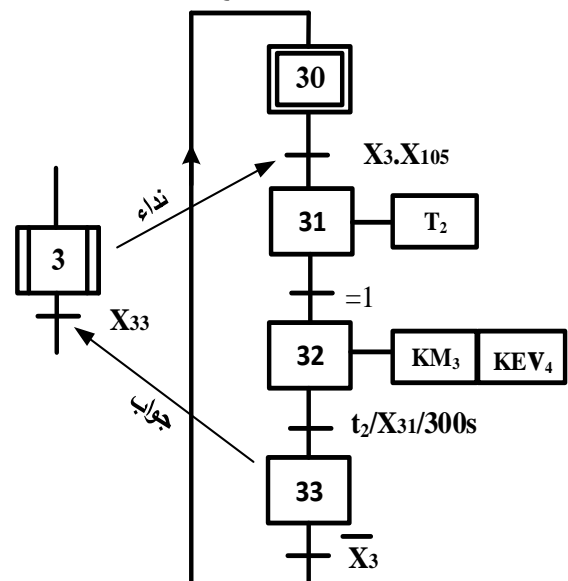 30
X₃.X₁₀₅
نداء
31 T₂
3
=1
X₃₃
32 KM₃ KEV₄
جواب
t₂/X₃₁/300s
33
X̅₃